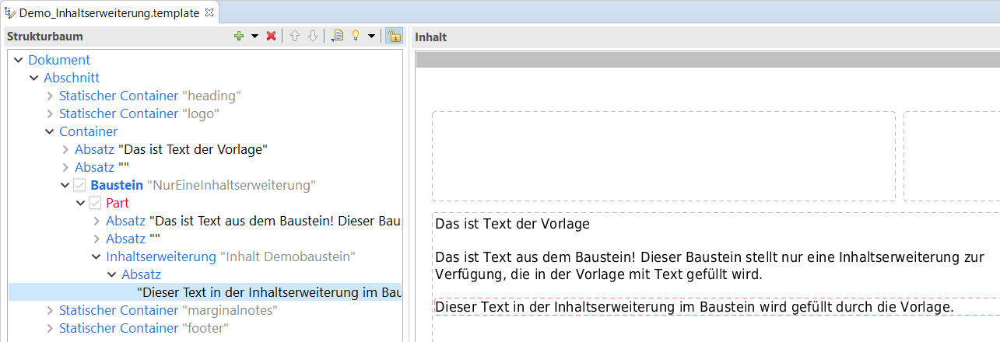 Demo_Inhaltserweiterung.template
Strukturbaum
Dokument
Abschnitt
Statischer Container "heading"
Statischer Container "logo"
Container
Absatz "Das ist Text der Vorlage"
Absatz ""
Baustein "NurEineInhaltserweiterung"
Part
Absatz "Das ist Text aus dem Baustein! Dieser Bau
Absatz ""
Inhaltserweiterung "Inhalt Demobaustein"
Absatz
"Dieser Text in der Inhaltserweiterung im Bau
Statischer Container "marginalnotes"
Statischer Container "footer"
Inhalt
Das ist Text der Vorlage
Das ist Text aus dem Baustein! Dieser Baustein stellt nur eine Inhaltserweiterung zur
Verfügung, die in der Vorlage mit Text gefüllt wird.
Dieser Text in der Inhaltserweiterung im Baustein wird gefüllt durch die Vorlage.